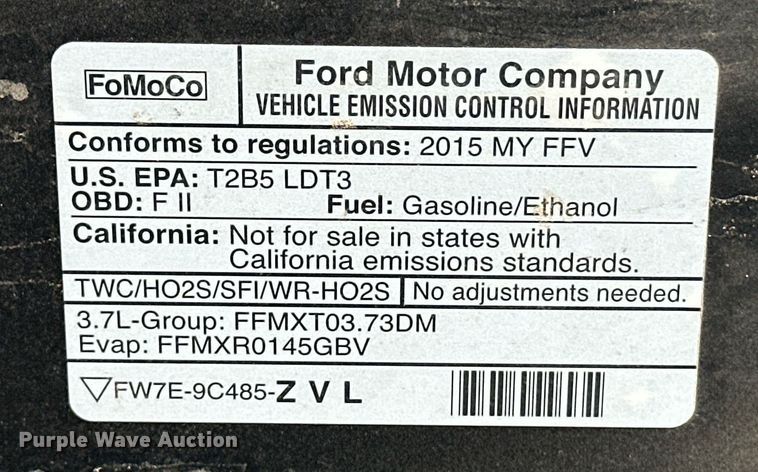 FoMoCo
Ford Motor Company
VEHICLE EMISSION CONTROL INFORMATION
Conforms to regulations: 2015 MY FFV
U.S. EPA: T2B5 LDT3
OBD: F II Fuel: Gasoline/Ethanol
California: Not for sale in states with
California emissions standards.
TWC/HO2S/SFI/WR-HO2S No adjustments needed.
3.7L-Group: FFMXT03.73DM
Evap: FFMXR0145GBV
▽FW7E-9C485-Z V L
Purple Wave Auction